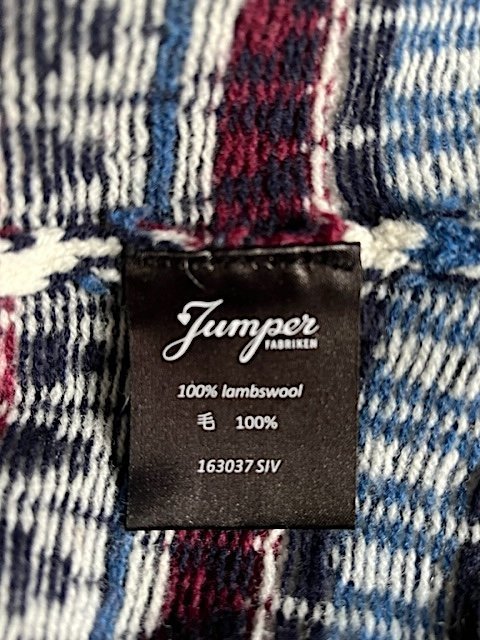 Jumper
FABRIKEN
100% lambswool
毛 100%
163037 SIV